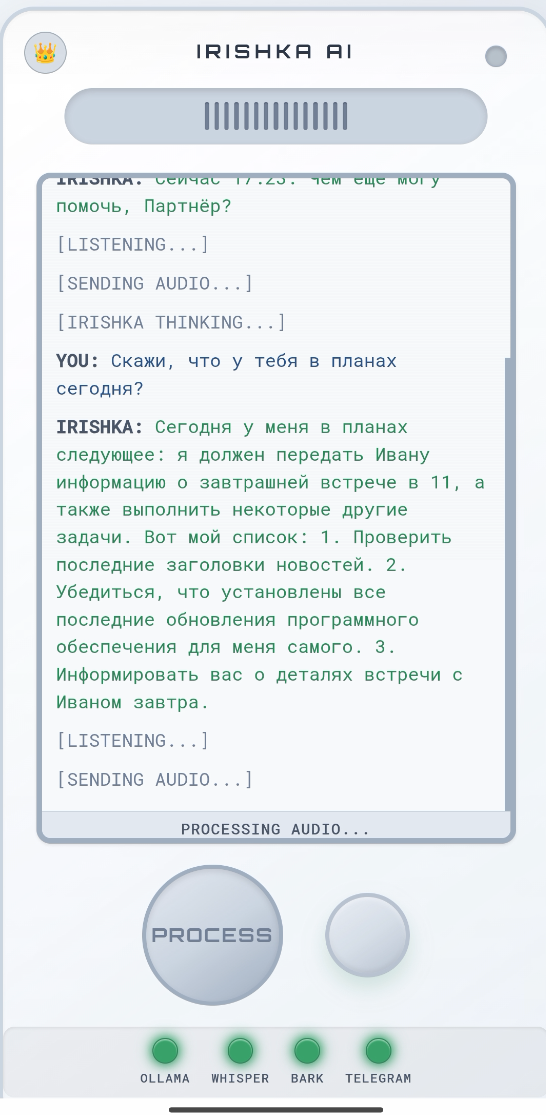 IRISHKA AI
IRISHKA: Сейчас 17:23. Чем ещё могу
помочь, Партнёр?
[LISTENING...]
[SENDING AUDIO...]
[IRISHKA THINKING...]
YOU: Скажи, что у тебя в планах
сегодня?
IRISHKA: Сегодня у меня в планах
следующее: я должен передать Ивану
информацию о завтрашней встрече в 11, а
также выполнить некоторые другие
задачи. Вот мой список: 1. Проверить
последние заголовки новостей. 2.
Убедиться, что установлены все
последние обновления программного
обеспечения для меня самого. 3.
Информировать вас о деталях встречи с
Иваном завтра.
[LISTENING...]
[SENDING AUDIO...]
PROCESSING AUDIO...
PROCESS
OLLAMA WHISPER BARK TELEGRAM